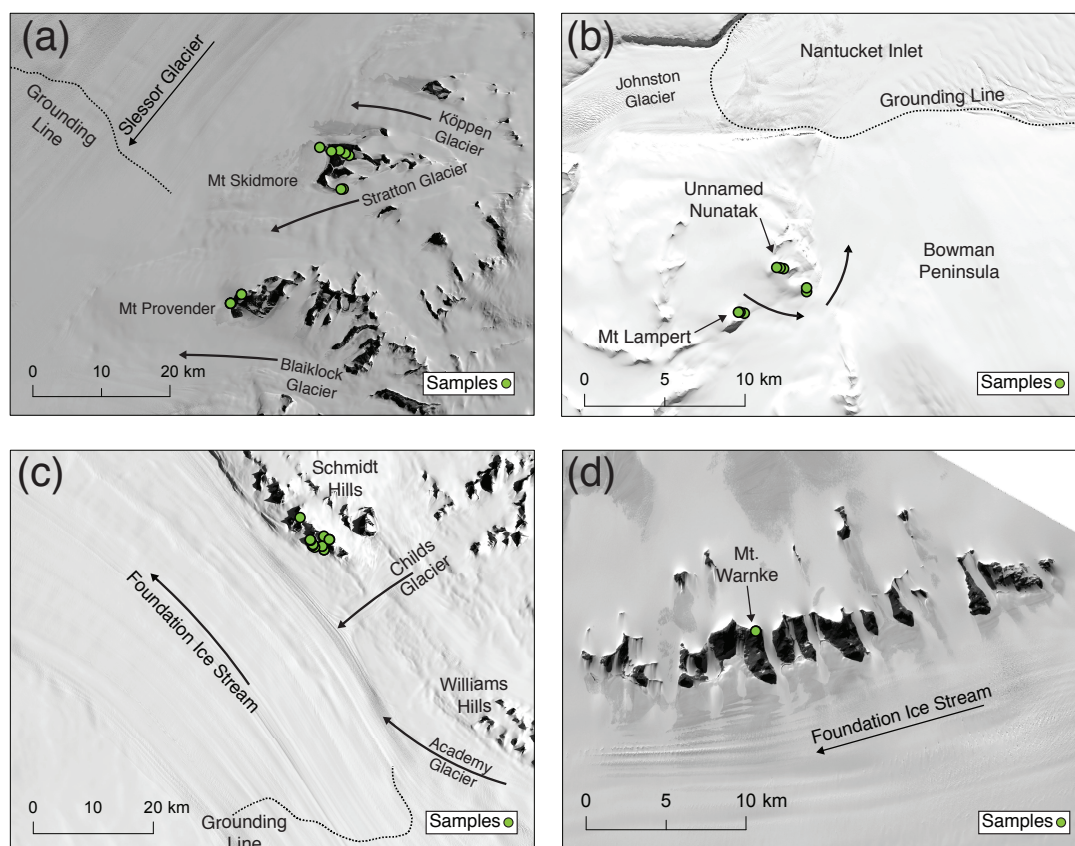 (a)
Slessor Glacier
Grounding
Line
Köppen
Glacier
Mt Skidmore
Stratton Glacier
Mt Provender
Blaiklock
Glacier
0 10 20 km
Samples
(b)
Nantucket Inlet
Johnston
Glacier
Grounding Line
Unnamed
Nunatak
Bowman
Peninsula
Mt Lampert
0 5 10 km
Samples
(c)
Schmidt
Hills
Childs
Glacier
Foundation Ice Stream
Williams
Hills
Academy
Glacier
0 10 20 km
Grounding
Line
Samples
(d)
Mt.
Warnke
Foundation Ice Stream
0 5 10 km
Samples